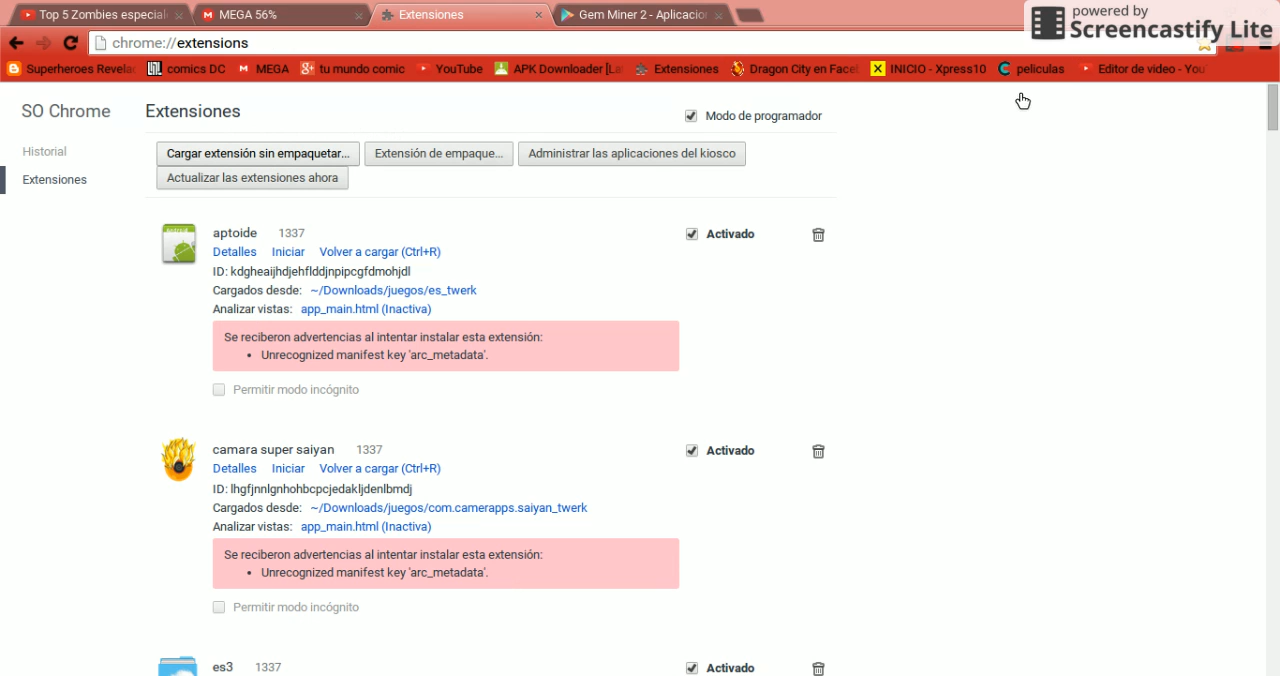 Top 5 Zombies especial
MEGA 56%
Extensiones
Gem Miner 2 - Aplicacion
powered by
Screencastify Lite
chrome://extensions
Superheroes Revela
comics DC
MEGA
tu mundo comic
YouTube
APK Downloader [La
Extensiones
Dragon City en Face
INICIO - Xpress10
peliculas
Editor de video - You
SO Chrome
Extensiones
Modo de programador
Historial
Extensiones
Cargar extensión sin empaquetar...
Extensión de empaque...
Administrar las aplicaciones del kiosco
Actualizar las extensiones ahora
aptoide 1337
Activado
Detalles Iniciar Volver a cargar (Ctrl+R)
ID: kdgheaijhdjehflddjnpipcgfdmohjdl
Cargados desde: ~/Downloads/juegos/es_twerk
Analizar vistas: app_main.html (Inactiva)
Se recibieron advertencias al intentar instalar esta extensión:
• Unrecognized manifest key 'arc_metadata'.
Permitir modo incógnito
camara super saiyan 1337
Activado
Detalles Iniciar Volver a cargar (Ctrl+R)
ID: lhgfjnnlgnhohbcpcjedakljdenlbmdj
Cargados desde: ~/Downloads/juegos/com.camerapps.saiyan_twerk
Analizar vistas: app_main.html (Inactiva)
Se recibieron advertencias al intentar instalar esta extensión:
• Unrecognized manifest key 'arc_metadata'.
Permitir modo incógnito
es3 1337
Activado